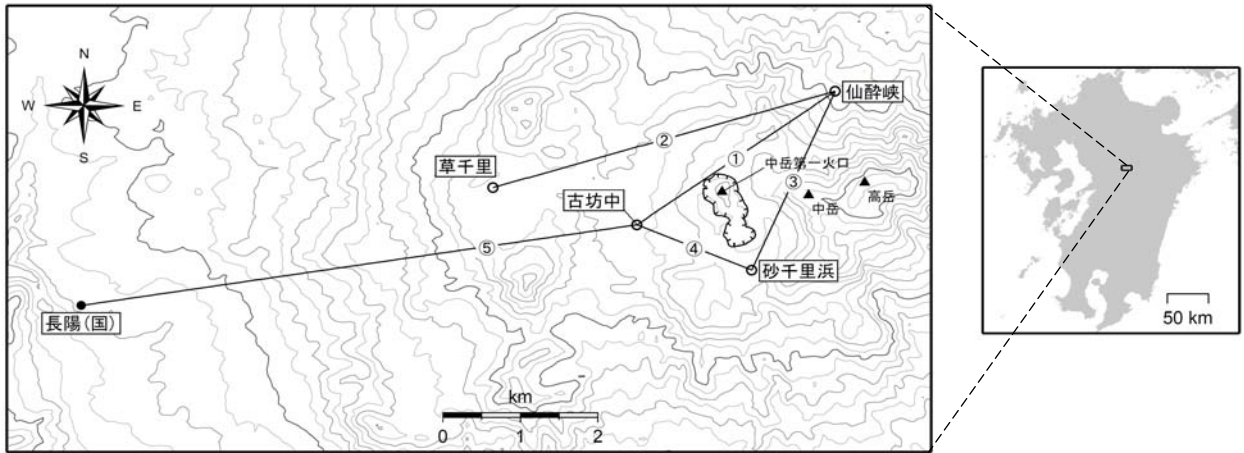 N
W
E
S
仙酔峡
②
草千里
①
中岳第一火口
③
古坊中
中岳
高岳
⑤
④
砂千里浜
長陽(国)
km
0 1 2
50 km